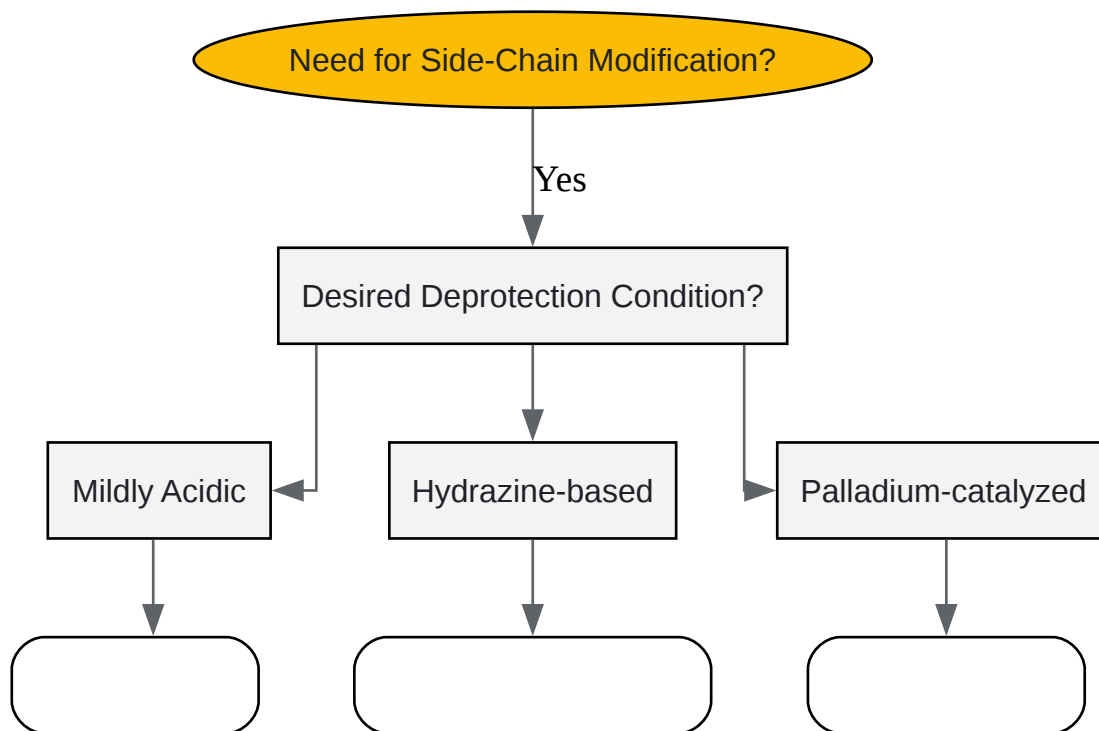 Need for Side-Chain Modification?
Yes
Desired Deprotection Condition?
Mildly Acidic
Hydrazine-based
Palladium-catalyzed